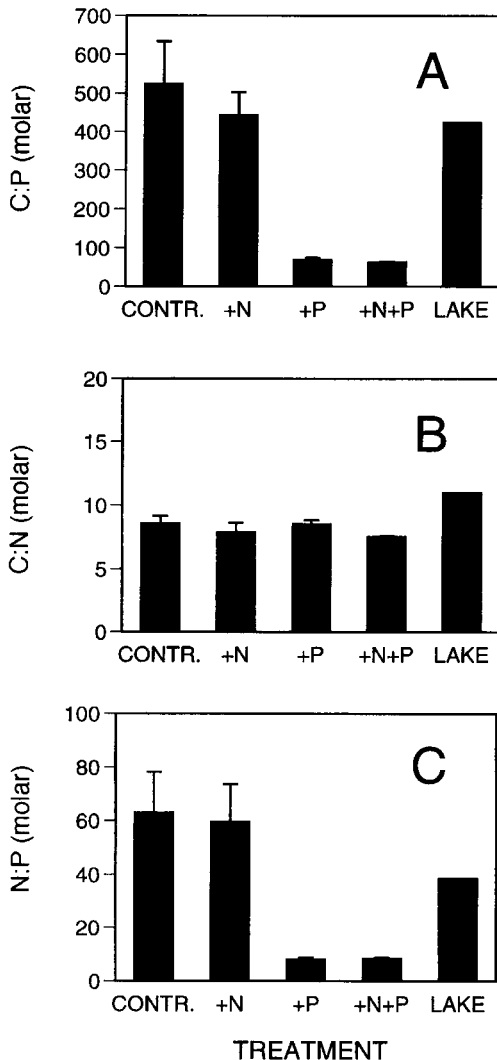 700
600
500
400
300
200
100
0
C:P (molar)
A
CONTR. +N +P +N+P LAKE
20
15
10
5
0
C:N (molar)
B
CONTR. +N +P +N+P LAKE
100
80
60
40
20
0
N:P (molar)
C
CONTR. +N +P +N+P LAKE
TREATMENT